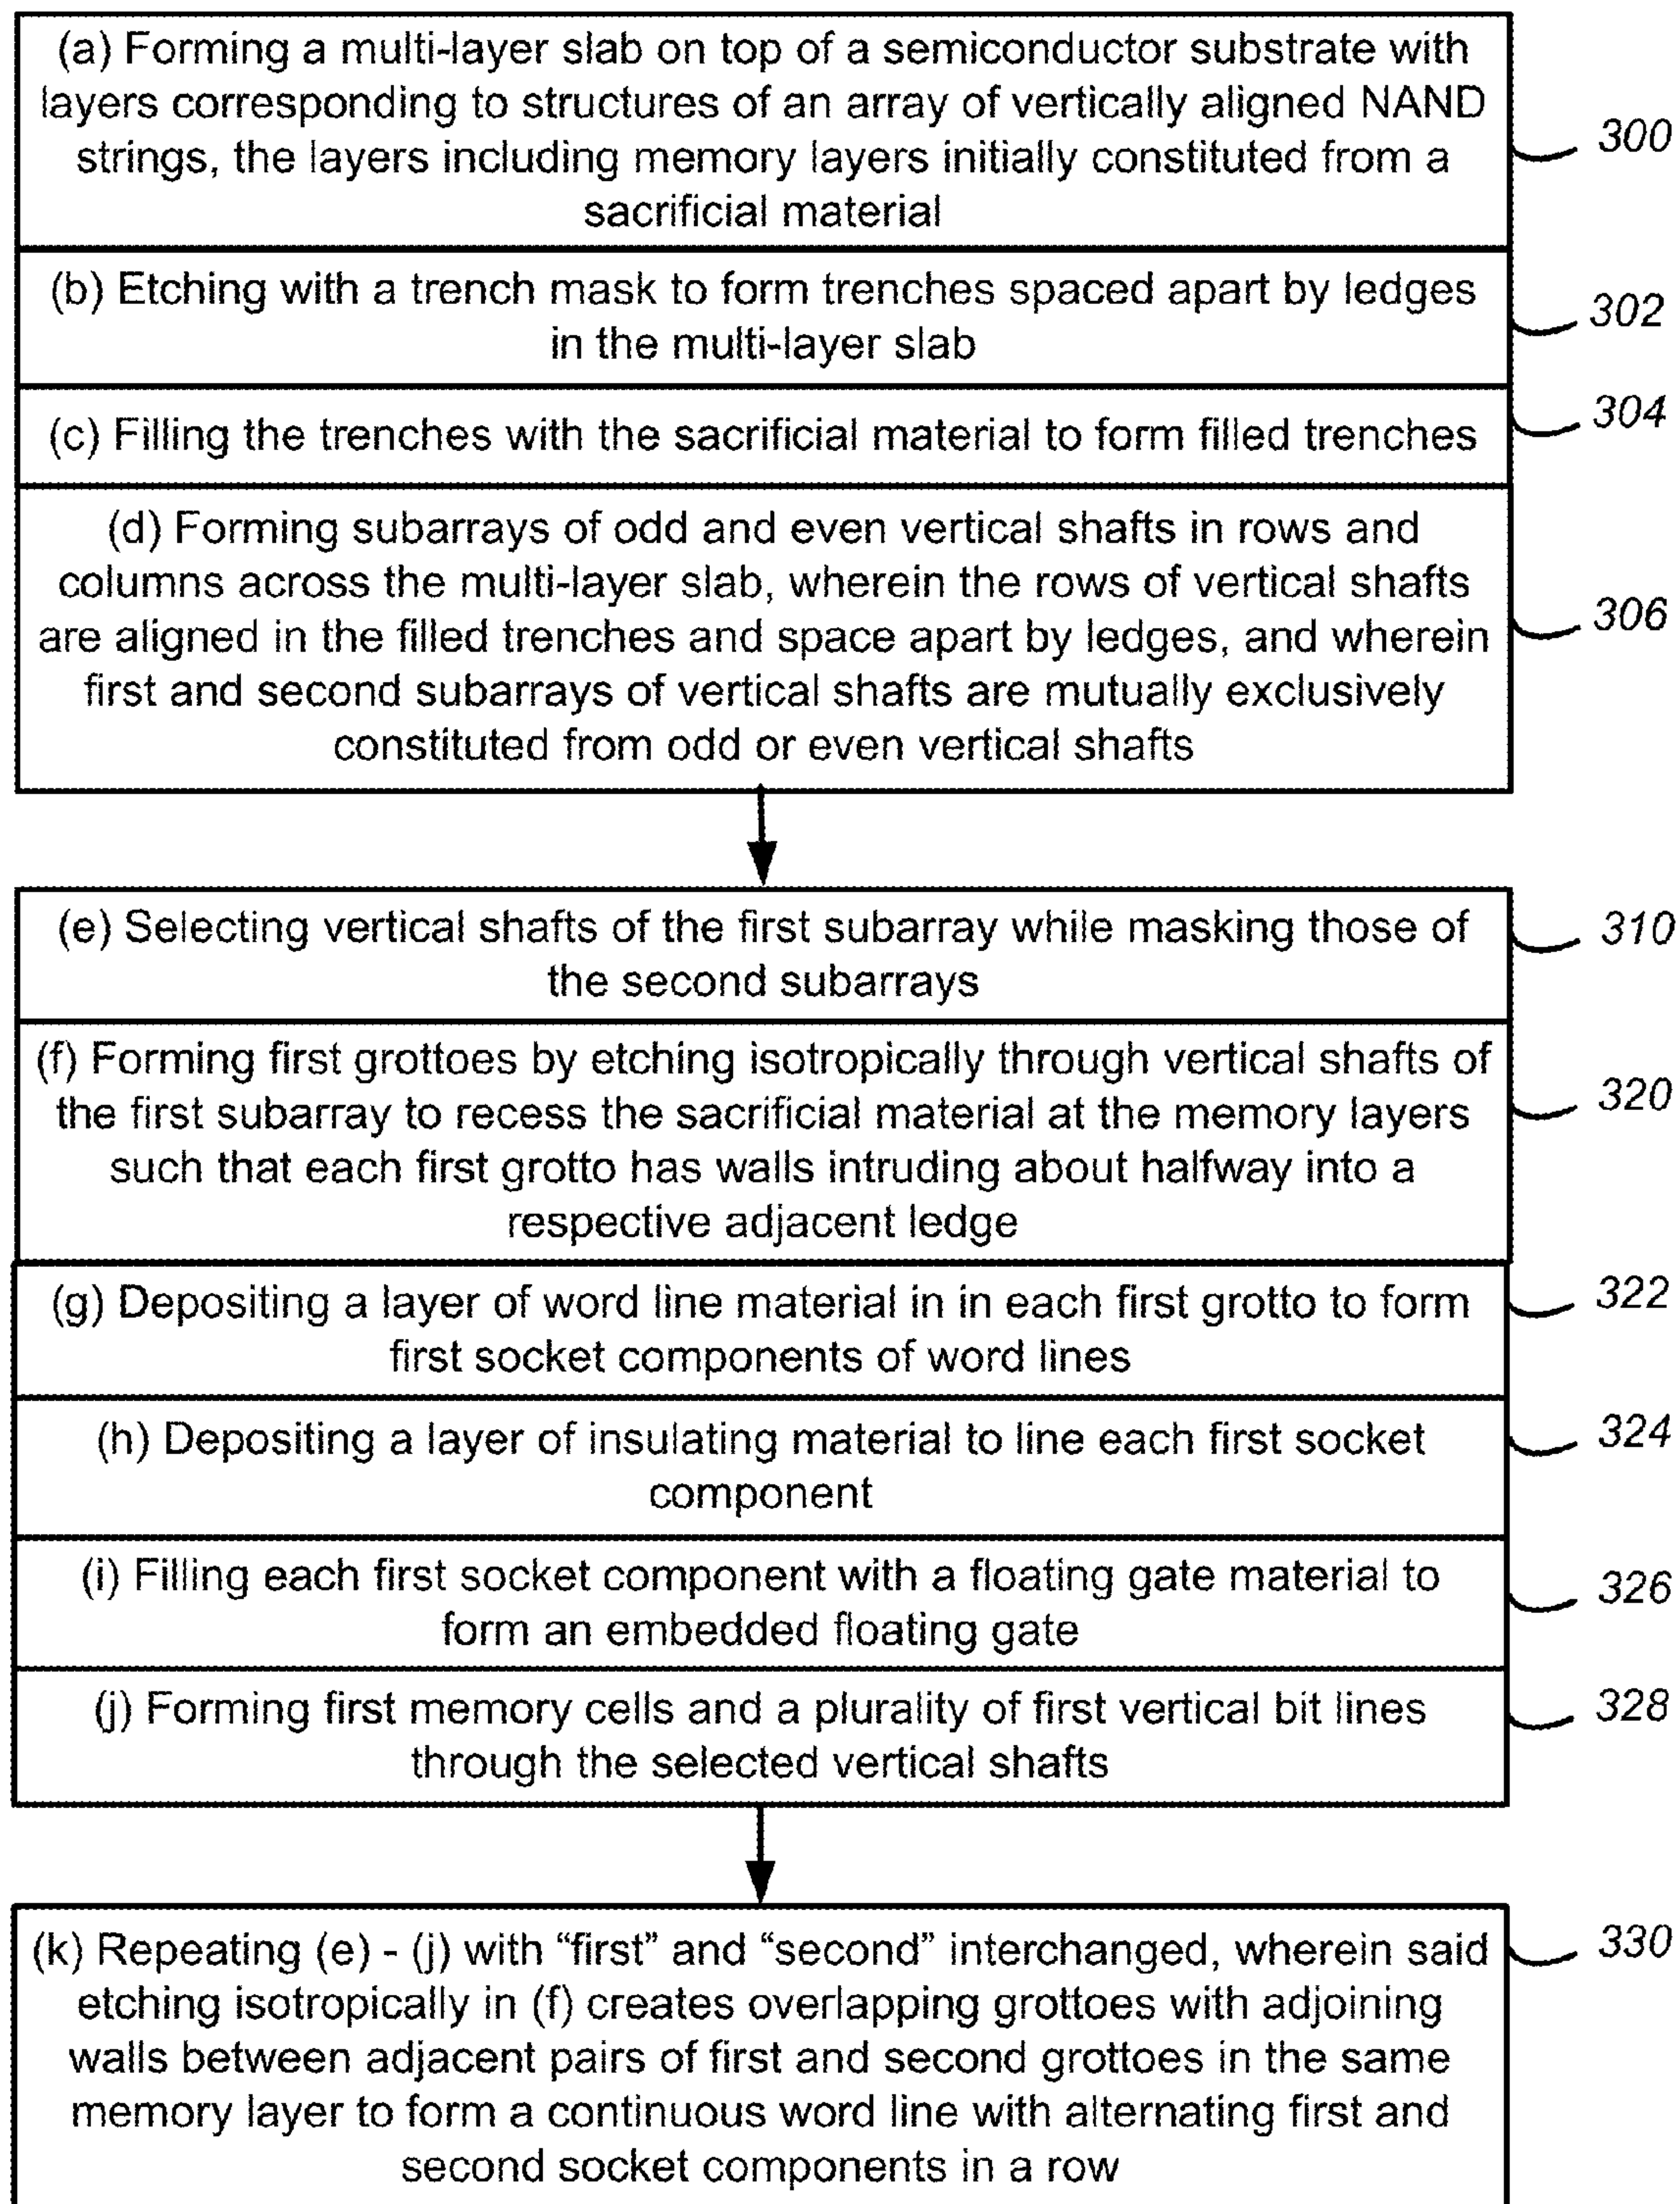 (a) Forming a multi-layer slab on top of a semiconductor substrate with
layers corresponding to structures of an array of vertically aligned NAND
strings, the layers including memory layers initially constituted from a
sacrificial material
300
(b) Etching with a trench mask to form trenches spaced apart by ledges
in the multi-layer slab
302
(c) Filling the trenches with the sacrificial material to form filled trenches
304
(d) Forming subarrays of odd and even vertical shafts in rows and
columns across the multi-layer slab, wherein the rows of vertical shafts
are aligned in the filled trenches and space apart by ledges, and wherein
first and second subarrays of vertical shafts are mutually exclusively
constituted from odd or even vertical shafts
306
(e) Selecting vertical shafts of the first subarray while masking those of
the second subarrays
310
(f) Forming first grottoes by etching isotropically through vertical shafts of
the first subarray to recess the sacrificial material at the memory layers
such that each first grotto has walls intruding about halfway into a
respective adjacent ledge
320
(g) Depositing a layer of word line material in in each first grotto to form
first socket components of word lines
322
(h) Depositing a layer of insulating material to line each first socket
component
324
(i) Filling each first socket component with a floating gate material to
form an embedded floating gate
326
(j) Forming first memory cells and a plurality of first vertical bit lines
through the selected vertical shafts
328
(k) Repeating (e) - (j) with “first” and “second” interchanged, wherein said
etching isotropically in (f) creates overlapping grottoes with adjoining
walls between adjacent pairs of first and second grottoes in the same
memory layer to form a continuous word line with alternating first and
second socket components in a row
330